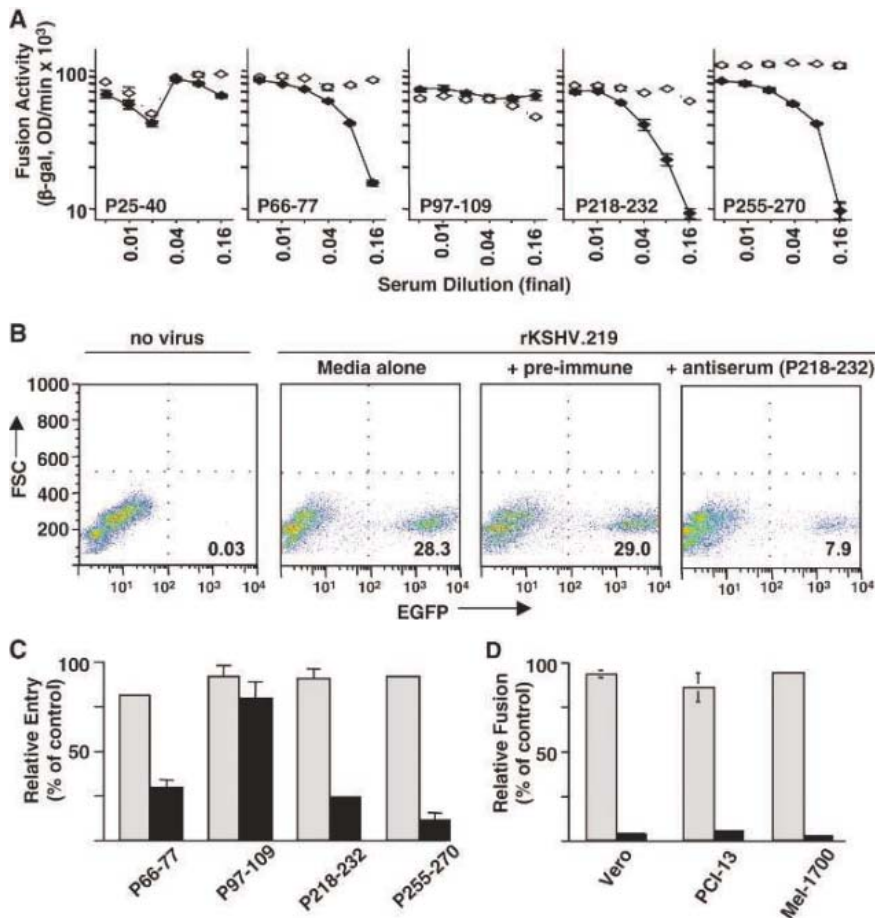 A
Fusion Activity
(β-gal, OD/min x 10³)
100
10
P25-40
P66-77
P97-109
P218-232
P255-270
0.01
0.04
0.16
0.01
0.04
0.16
0.01
0.04
0.16
0.01
0.04
0.16
0.01
0.04
0.16
Serum Dilution (final)
B
no virus
rKSHV.219
Media alone
+ pre-immune
+ antiserum (P218-232)
FSC
1000
800
600
400
200
0.03
28.3
29.0
7.9
10¹ 10² 10³ 10⁴
10¹ 10² 10³ 10⁴
10¹ 10² 10³ 10⁴
10¹ 10² 10³ 10⁴
EGFP
C
Relative Entry
(% of control)
100
50
P66-77
P97-109
P218-232
P255-270
D
Relative Fusion
(% of control)
100
50
Vero
PCI-13
Mel-1700